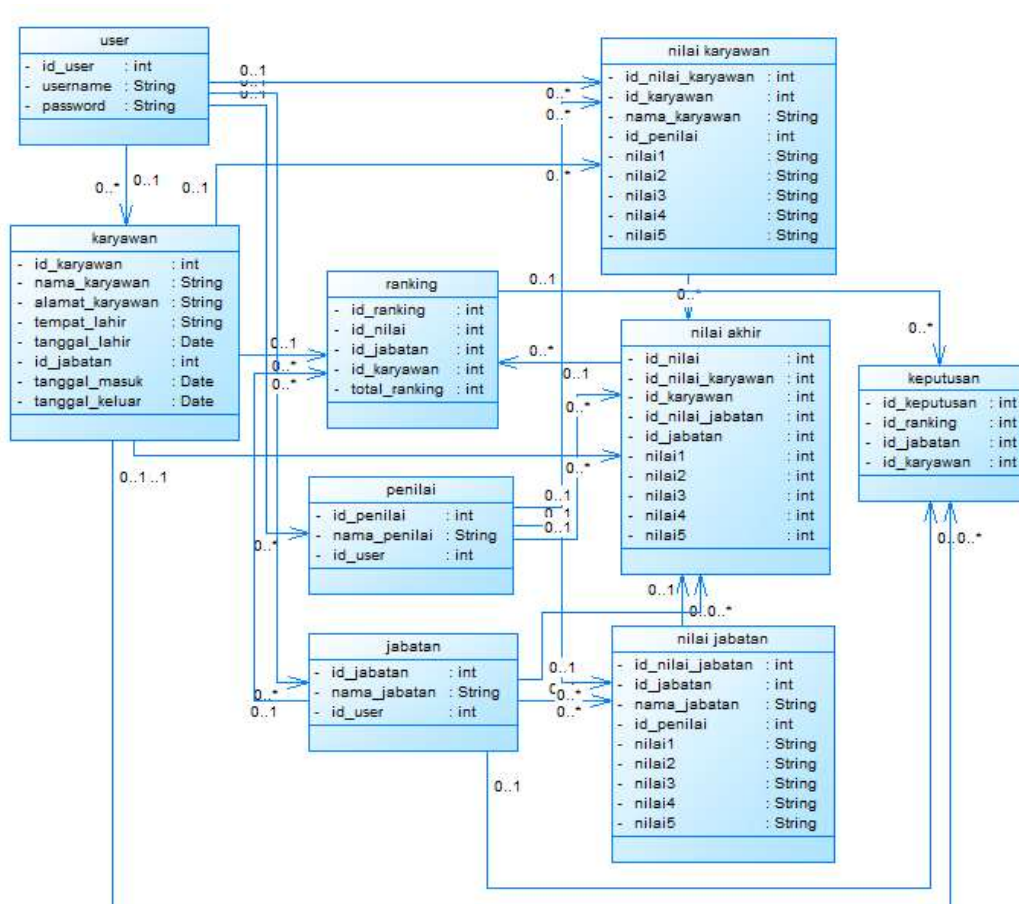 user
- id_user : int
- username : String
- password : String
0..1
0..1
0..1
0..*
0..1
0..1
nilai karyawan
- id_nilai_karyawan : int
- id_karyawan : int
- nama_karyawan : String
- id_penilai : int
- nilai1 : String
- nilai2 : String
- nilai3 : String
- nilai4 : String
- nilai5 : String
0..*
0..*
0..*
karyawan
- id_karyawan : int
- nama_karyawan : String
- alamat_karyawan : String
- tempat_lahir : String
- tanggal_lahir : Date
- id_jabatan : int
- tanggal_masuk : Date
- tanggal_keluar : Date
0..1
0..*
0..*
0..1..1
ranking
- id_ranking : int
- id_nilai : int
- id_jabatan : int
- id_karyawan : int
- total_ranking : int
0..1
0..*
0..*
0..1
0..*
0..*
nilai akhir
- id_nilai : int
- id_nilai_karyawan : int
- id_karyawan : int
- id_nilai_jabatan : int
- id_jabatan : int
- nilai1 : int
- nilai2 : int
- nilai3 : int
- nilai4 : int
- nilai5 : int
0..*
keputusan
- id_keputusan : int
- id_ranking : int
- id_jabatan : int
- id_karyawan : int
0..0..*
penilai
- id_penilai : int
- nama_penilai : String
- id_user : int
0..*
0..1
0..1
0..1
0..1
0..0..*
jabatan
- id_jabatan : int
- nama_jabatan : String
- id_user : int
0..*
0..1
0..1
0..*
0..*
0..1
nilai jabatan
- id_nilai_jabatan : int
- id_jabatan : int
- nama_jabatan : String
- id_penilai : int
- nilai1 : String
- nilai2 : String
- nilai3 : String
- nilai4 : String
- nilai5 : String